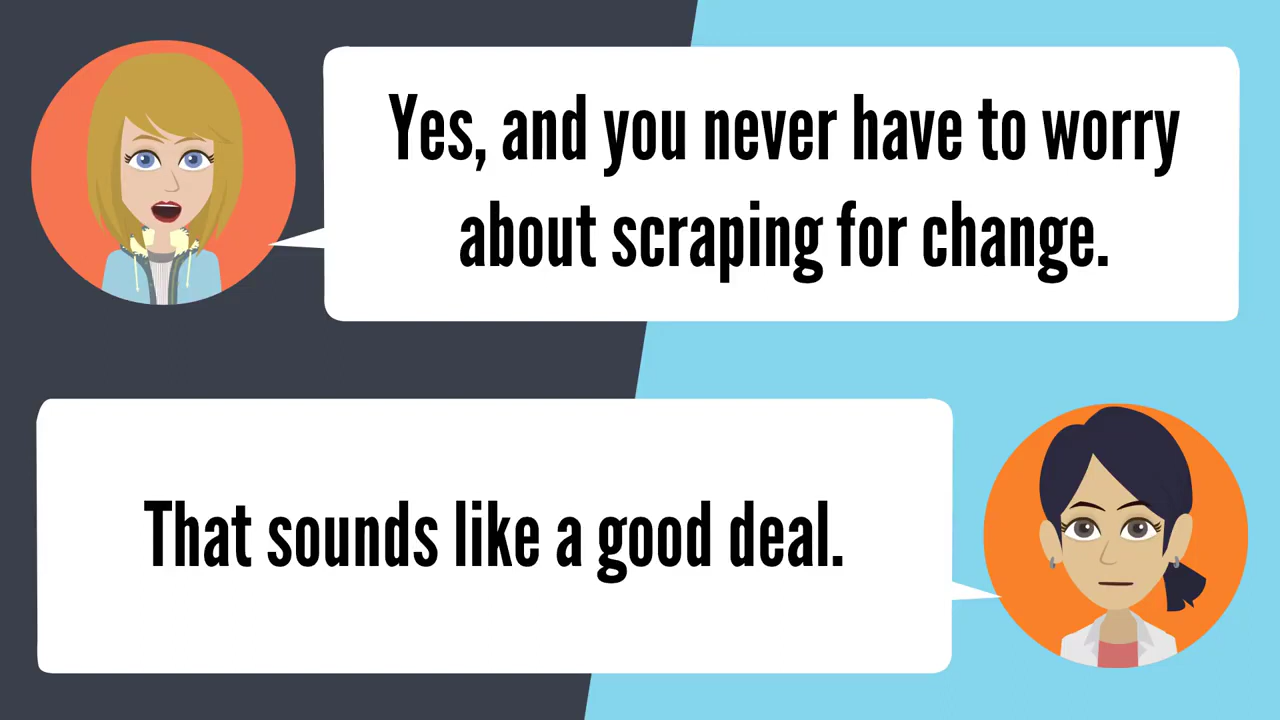 Yes, and you never have to worry
about scraping for change.
That sounds like a good deal.